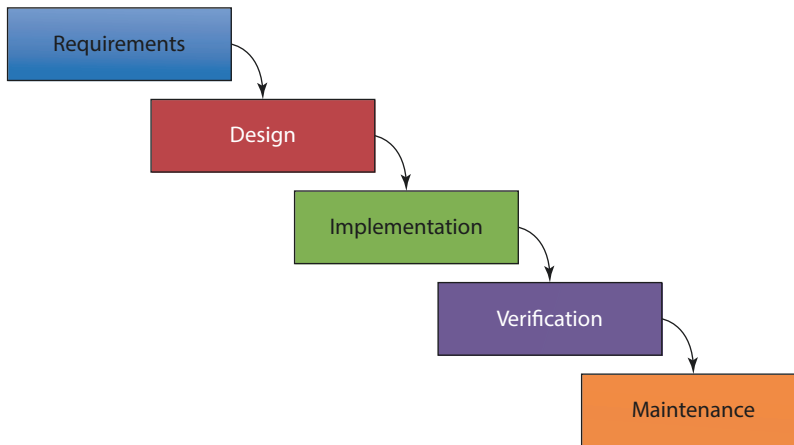 Requirements
Design
Implementation
Verification
Maintenance